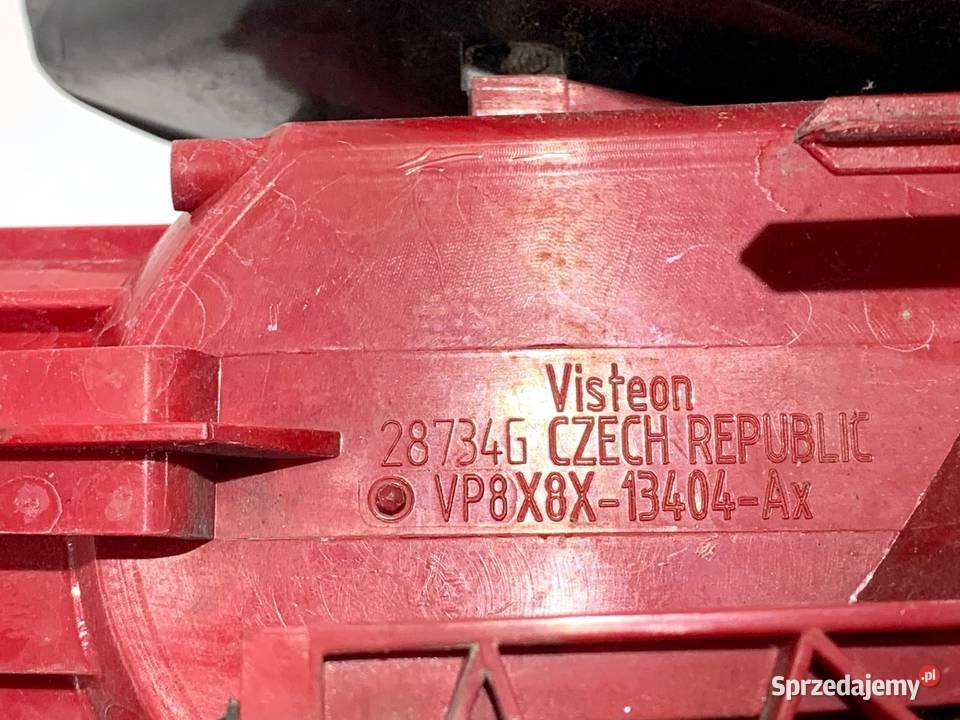 Visteon
28734G CZECH REPUBLIC
VP8X8X-13404-Ax
Sprzedajemy.pl